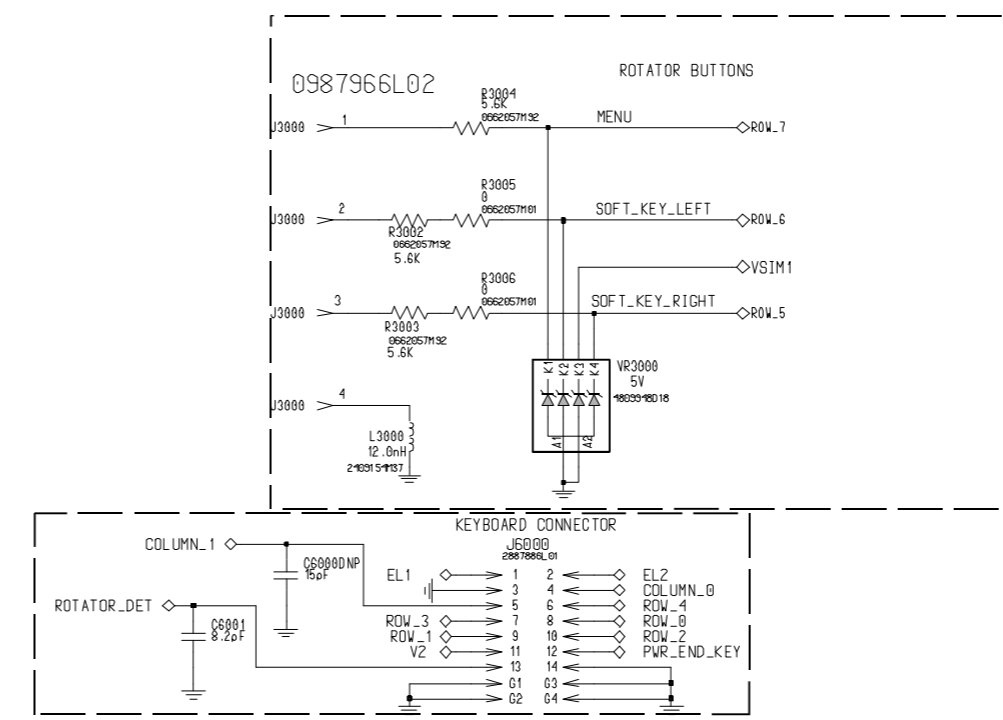 ROTATOR BUTTONS
0987966L02
R3004
5.6K
0662057M92
J3000 1 MENU ROW_7
R3005
0
0662057M01
J3000 2 SOFT_KEY_LEFT ROW_6
R3002
0662057M92
5.6K
VSIM1
R3006
0
0662057M01
J3000 3 SOFT_KEY_RIGHT ROW_5
R3003
0662057M92
5.6K
K1 K2 K3 K4
VR3000
5V
4809948D18
A1 A2
J3000 4
L3000
12.0nH
2409154M37
KEYBOARD CONNECTOR
J6000
2887886L01
COLUMN_1
C6000DNP
15pF
EL1 1 2 EL2
3 4 COLUMN_0
ROTATOR_DET 5 6 ROW_4
C6001
8.2pF
ROW_3 7 8 ROW_0
ROW_1 9 10 ROW_2
V2 11 12 PWR_END_KEY
13 14
G1 G3
G2 G4